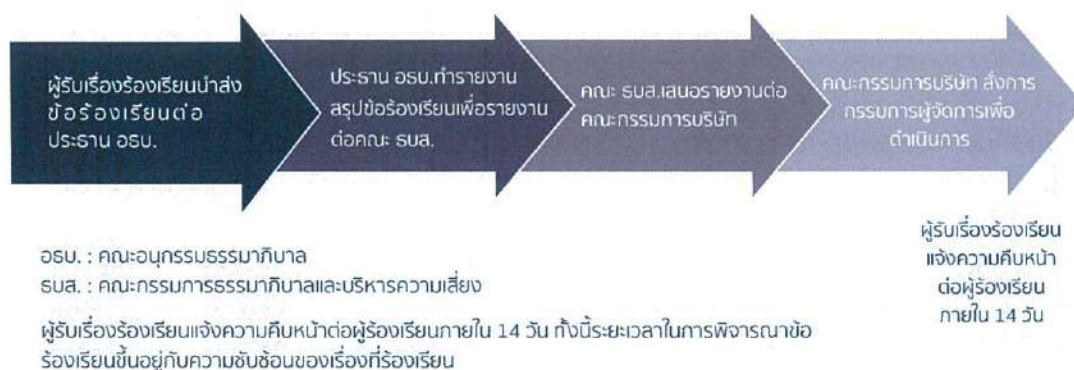 ผู้รับเรื่องร้องเรียนนำส่ง
ข้อร้องเรียนต่อ
ประธาน อธบ.
ประธาน อธบ.ทำรายงาน
สรุปข้อร้องเรียนเพื่อรายงาน
ต่อคณะ ธบส.
คณะ ธบส.เสนอรายงานต่อ
คณะกรรมการบริษัท
คณะกรรมการบริษัท สั่งการ
กรรมการผู้จัดการเพื่อ
ดำเนินการ
ผู้รับเรื่องร้องเรียน
แจ้งความคืบหน้า
ต่อผู้ร้องเรียน
ภายใน 14 วัน
อธบ. : คณะอนุกรรมธรรมาภิบาล
ธบส. : คณะกรรมการธรรมาภิบาลและบริหารความเสี่ยง
ผู้รับเรื่องร้องเรียนแจ้งความคืบหน้าต่อผู้ร้องเรียนภายใน 14 วัน ทั้งนี้ระยะเวลาในการพิจารณาข้อ
ร้องเรียนขึ้นอยู่กับความซับซ้อนของเรื่องที่ร้องเรียน